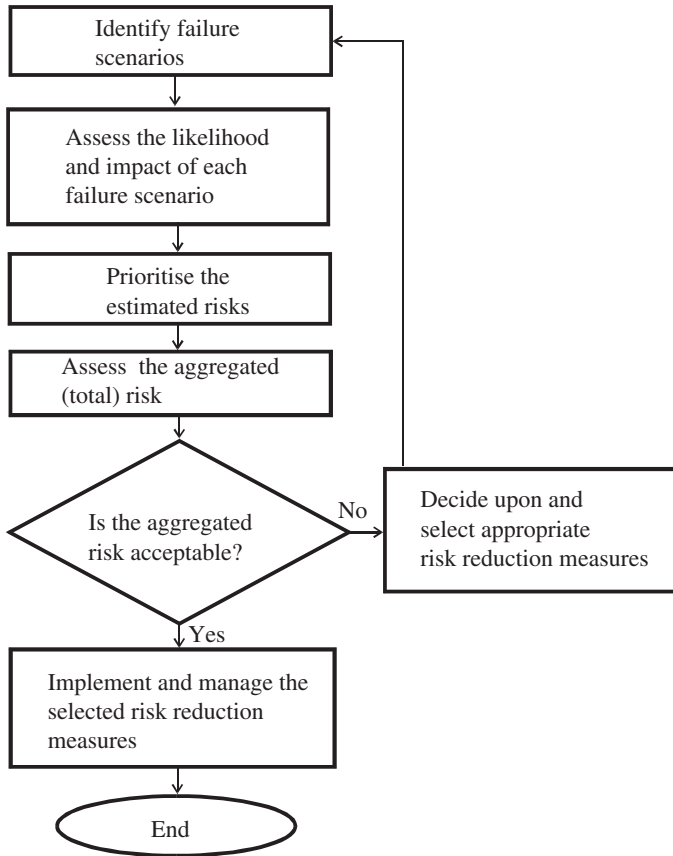 Identify failure
scenarios
Assess the likelihood
and impact of each
failure scenario
Prioritise the
estimated risks
Assess the aggregated
(total) risk
Is the aggregated
risk acceptable?
No
Decide upon and
select appropriate
risk reduction measures
Yes
Implement and manage the
selected risk reduction
measures
End